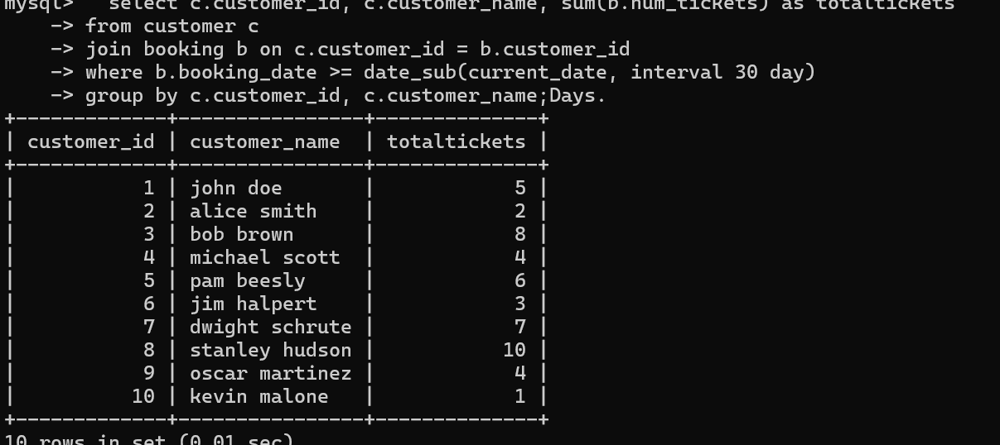 mysql>   select c.customer_id, c.customer_name, sum(b.num_tickets) as totaltickets
    -> from customer c
    -> join booking b on c.customer_id = b.customer_id
    -> where b.booking_date >= date_sub(current_date, interval 30 day)
    -> group by c.customer_id, c.customer_name;Days.
+-------------+---------------+--------------+
| customer_id | customer_name  | totaltickets |
+-------------+---------------+--------------+
|           1 | john doe       |            5 |
|           2 | alice smith    |            2 |
|           3 | bob brown      |            8 |
|           4 | michael scott  |            4 |
|           5 | pam beesly     |            6 |
|           6 | jim halpert    |            3 |
|           7 | dwight schrute |            7 |
|           8 | stanley hudson |           10 |
|           9 | oscar martinez |            4 |
|          10 | kevin malone   |            1 |
+-------------+---------------+--------------+
10 rows in set (0.01 sec)